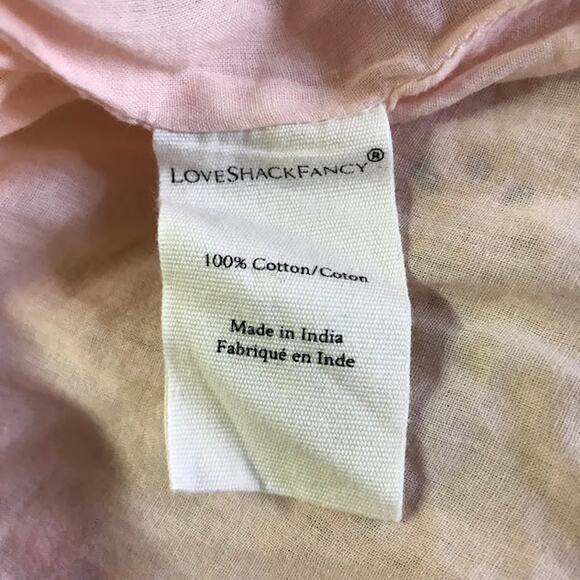 LOVESHACKFANCY®
100% Cotton/Coton
Made in India
Fabriqué en Inde